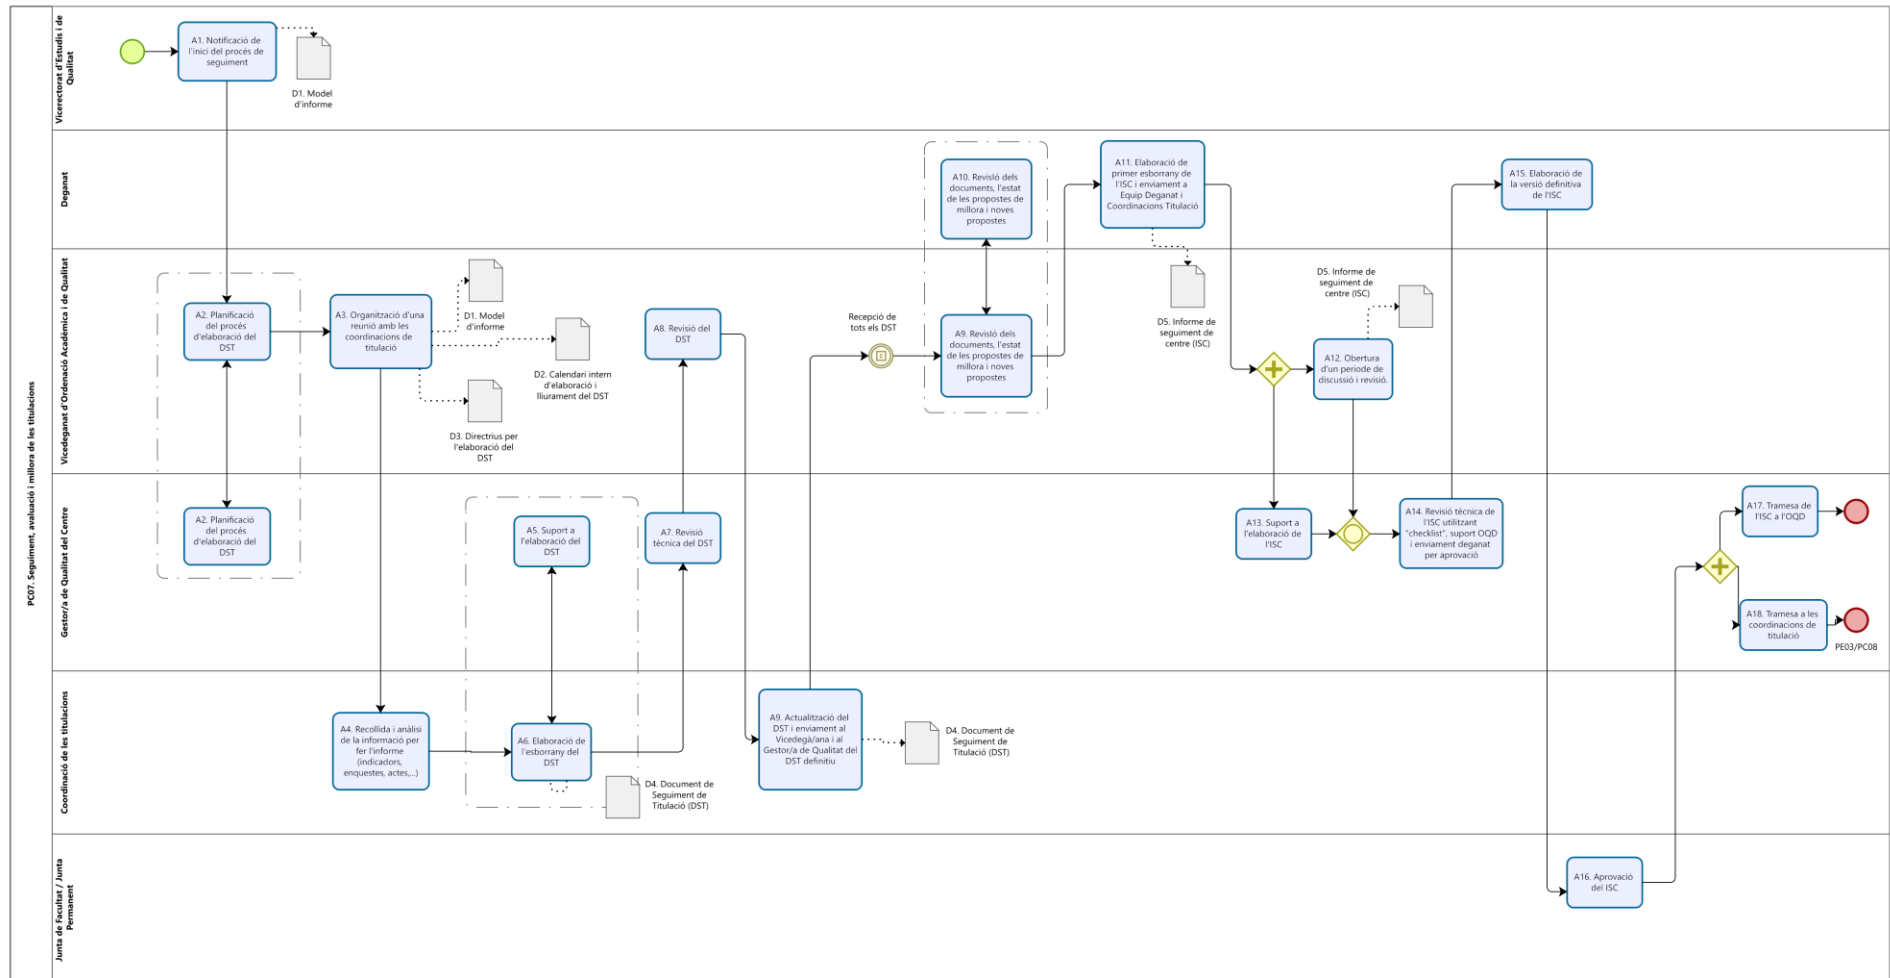 PC07. Seguiment, avaluació i millora de les titulacions
Vicerectorat d'Estudis i de
Qualitat
A1. Notificació de
l'inici del procés de
seguiment
D1. Model
d'informe
Deganat
A10. Revisió dels
documents, l'estat
de les propostes de
millora i noves
propostes
A11. Elaboració de
primer esborrany de
l'ISC i enviament a
Equip Deganat i
Coordinacions Titulació
A15. Elaboració de
la versió definitiva
de l'ISC
Vicedeganat d'Ordenació Acadèmica i de Qualitat
A2. Planificació
del procés
d'elaboració del
DST
A3. Organització d'una
reunió amb les
coordinacions de
titulació
D1. Model
d'informe
D2. Calendari intern
d'elaboració i
lliurament del DST
D3. Directrius per
l'elaboració del
DST
A8. Revisió del
DST
Recepció de
tots els DST
A9. Revisió dels
documents, l'estat
de les propostes de
millora i noves
propostes
D5. Informe de
seguiment de
centre (ISC)
D5. Informe de
seguiment de
centre (ISC)
A12. Obertura
d'un periode de
discussió i revisió.
Gestor/a de Qualitat del Centre
A2. Planificació
del procés
d'elaboració del
DST
A5. Suport a
l'elaboració del
DST
A7. Revisió
tècnica del DST
A13. Suport a
l'elaboració de
l'ISC
A14. Revisió tècnica de
l'ISC utilitzant
"checklist", suport OQD
i enviament deganat
per aprovació
A17. Tramesa de
l'ISC a l'OQD
A18. Tramesa a les
coordinacions de
titulació
PE03/PC08
Coordinació de les titulacions
A4. Recollida i anàlisi
de la informació per
fer l'informe
(indicadors,
enquestes, actes,...)
A6. Elaboració de
l'esborrany del
DST
D4. Document de
Seguiment de
Titulació (DST)
A9. Actualització del
DST i enviament al
Vicedegà/ana i al
Gestor/a de Qualitat del
DST definitiu
D4. Document de
Seguiment de
Titulació (DST)
Junta de Facultat / Junta
Permanent
A16. Aprovació
del ISC